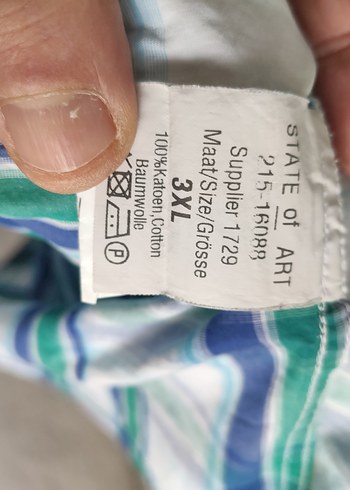 STATE of ART
215-16088
Supplier 1729
Maat/Size/Grösse
3XL
100%Katoen,Cotton
Baumwolle
P